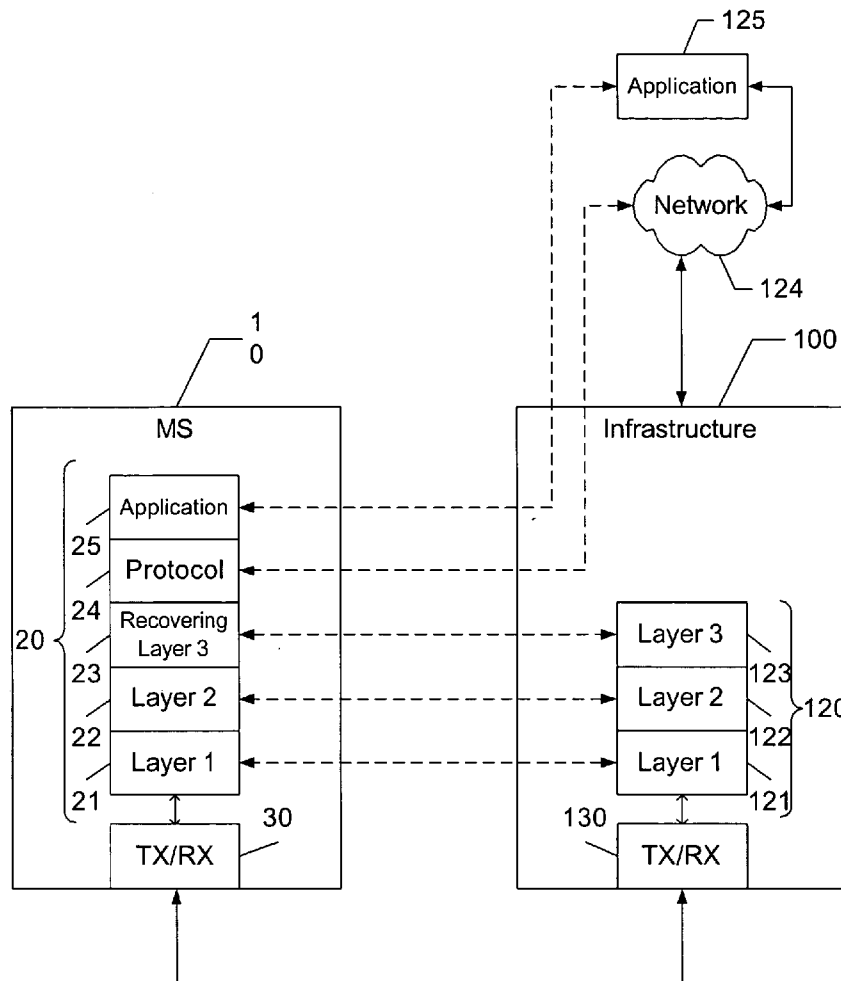 125
Application
Network
124
1
0
100
MS
Infrastructure
Application
25
Protocol
24
20
Recovering
Layer 3
Layer 3
23
123
Layer 2
Layer 2
120
22
122
Layer 1
Layer 1
21
121
30
130
TX/RX
TX/RX